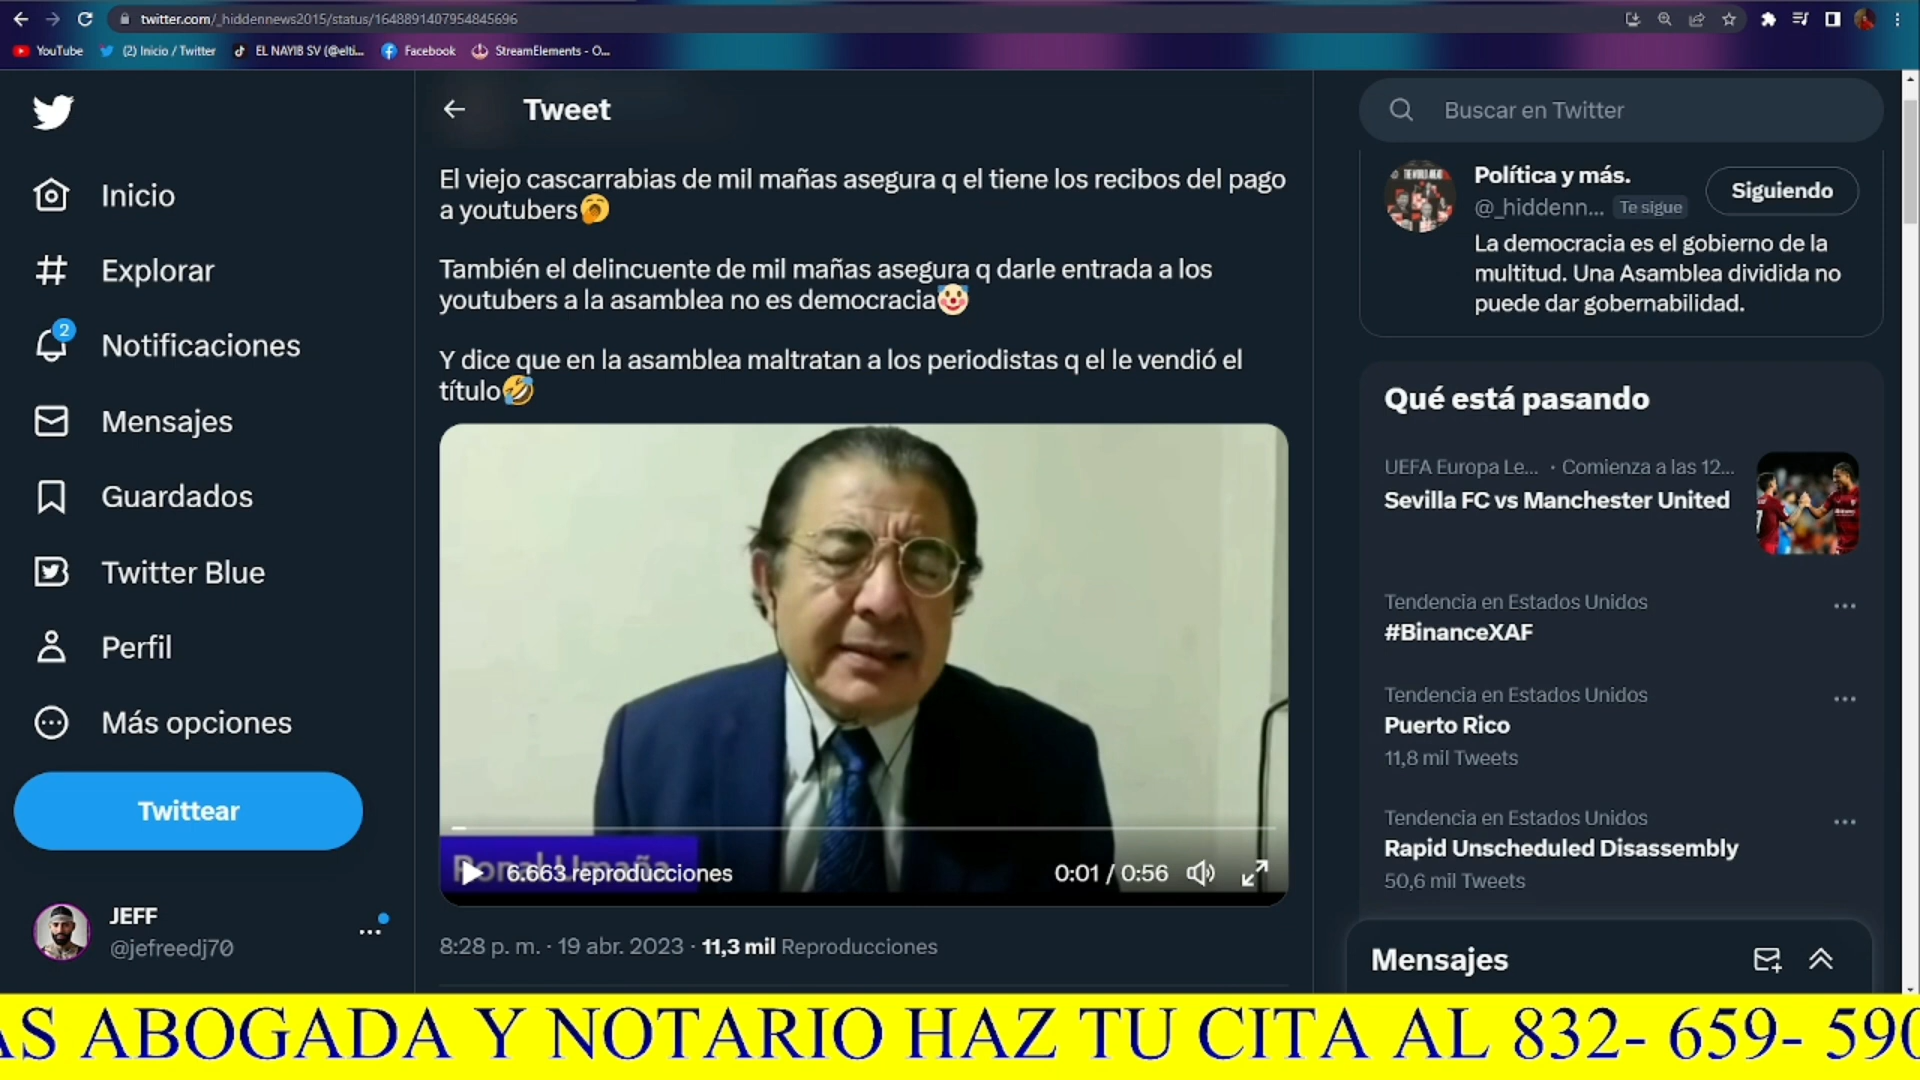 twitter.com/_hiddennews2015/status/1648891407954845696
YouTube
(2) Inicio / Twitter
EL NAYIB SV (@elti...
Facebook
StreamElements - O...
Tweet
El viejo cascarrabias de mil mañas asegura q el tiene los recibos del pago
a youtubers
También el delincuente de mil mañas asegura q darle entrada a los
youtubers a la asamblea no es democracia
Y dice que en la asamblea maltratan a los periodistas q el le vendió el
título
Ronal Umaña
6.663 reproducciones
0:01 / 0:56
8:28 p. m. · 19 abr. 2023 · 11,3 mil Reproducciones
Inicio
Explorar
2
Notificaciones
Mensajes
Guardados
Twitter Blue
Perfil
Más opciones
Twittear
JEFF
@jefreedj70
Buscar en Twitter
Política y más.
@_hiddenn... Te sigue
Siguiendo
La democracia es el gobierno de la
multitud. Una Asamblea dividida no
puede dar gobernabilidad.
Qué está pasando
UEFA Europa Le... · Comienza a las 12...
Sevilla FC vs Manchester United
Tendencia en Estados Unidos
#BinanceXAF
Tendencia en Estados Unidos
Puerto Rico
11,8 mil Tweets
Tendencia en Estados Unidos
Rapid Unscheduled Disassembly
50,6 mil Tweets
Mensajes
AS ABOGADA Y NOTARIO HAZ TU CITA AL 832- 659- 590